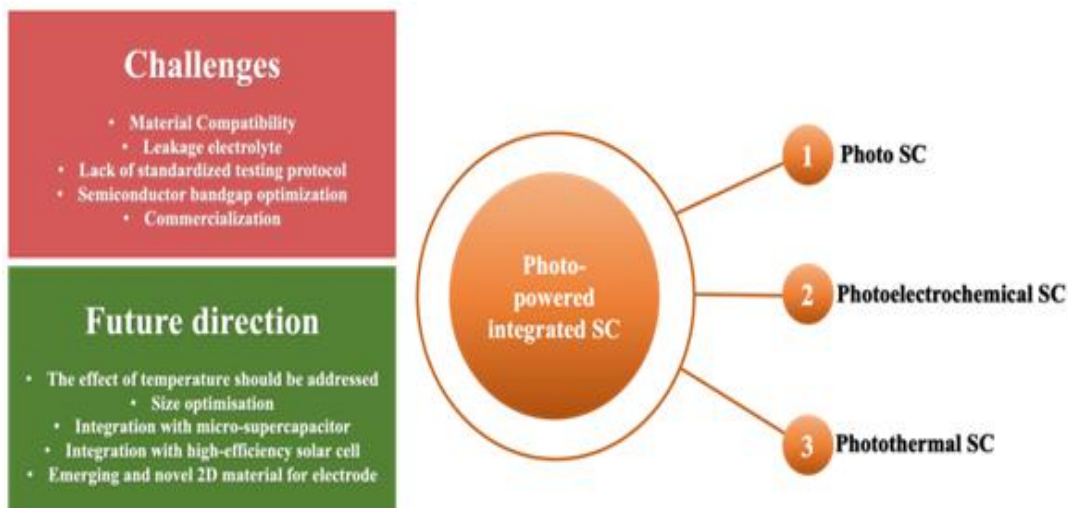 Challenges
• Material Compatibility
• Leakage electrolyte
• Lack of standardized testing protocol
• Semiconductor bandgap optimization
• Commercialization
Future direction
• The effect of temperature should be addressed
• Size optimisation
• Integration with micro-supercapacitor
• Integration with high-efficiency solar cell
• Emerging and novel 2D material for electrode
Photo-
powered
integrated SC
1 Photo SC
2 Photoelectrochemical SC
3 Photothermal SC